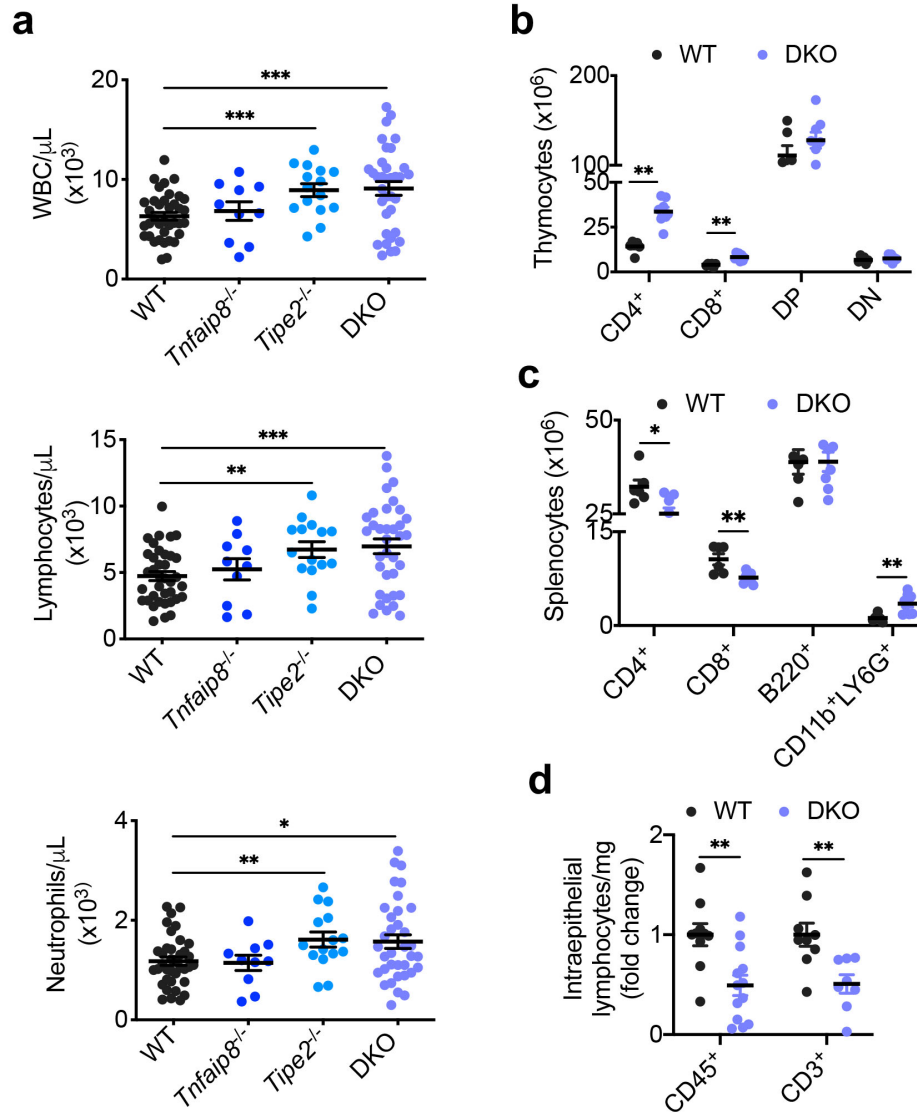 a
WBC/μL
(x10³)
20
10
0
***
***
WT
Tnfaip8⁻/⁻
Tipe2⁻/⁻
DKO
Lymphocytes/μL
(x10³)
15
10
5
0
***
**
WT
Tnfaip8⁻/⁻
Tipe2⁻/⁻
DKO
Neutrophils/μL
(x10³)
4
2
0
*
**
WT
Tnfaip8⁻/⁻
Tipe2⁻/⁻
DKO
b
WT DKO
Thymocytes (x10⁶)
200
100
50
25
0
**
**
CD4⁺
CD8⁺
DP
DN
c
WT DKO
Splenocytes (x10⁶)
50
25
15
0
*
**
**
CD4⁺
CD8⁺
B220⁺
CD11b⁺LY6G⁺
d
WT DKO
Intraepithelial
lymphocytes/mg
(fold change)
2
1
0
**
**
CD45⁺
CD3⁺